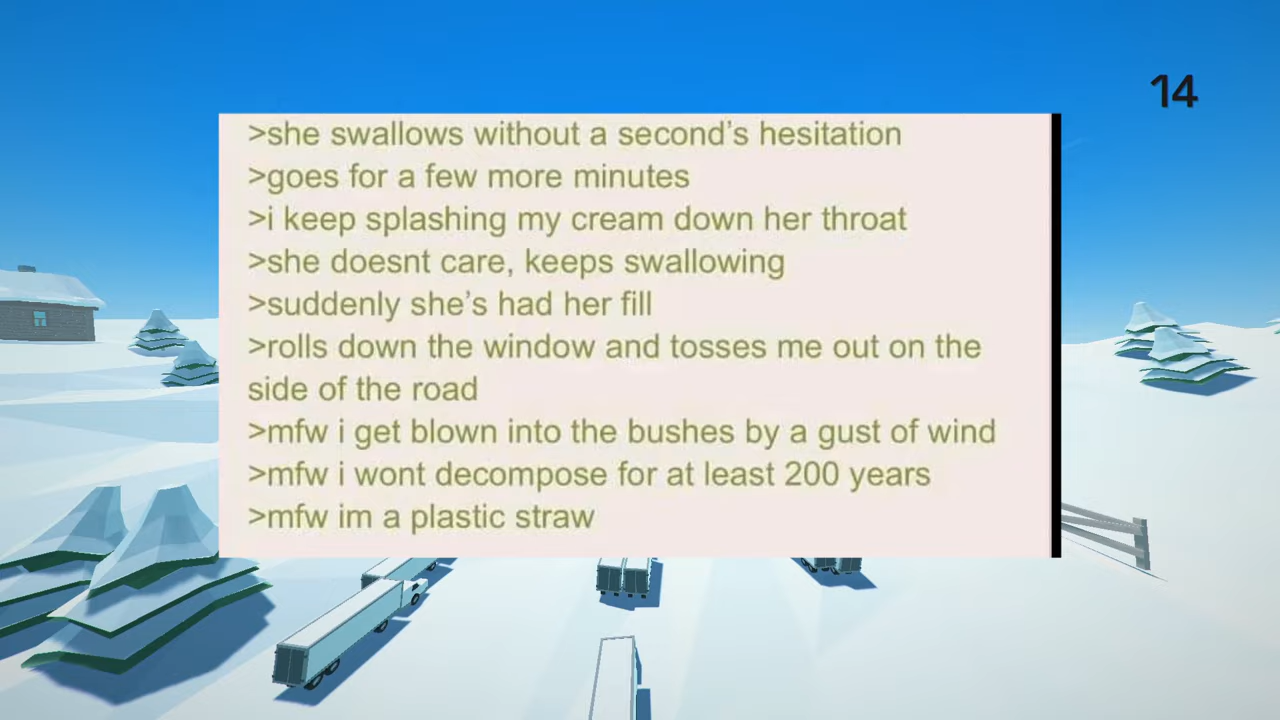 14
>she swallows without a second’s hesitation
>goes for a few more minutes
>i keep splashing my cream down her throat
>she doesnt care, keeps swallowing
>suddenly she’s had her fill
>rolls down the window and tosses me out on the
side of the road
>mfw i get blown into the bushes by a gust of wind
>mfw i wont decompose for at least 200 years
>mfw im a plastic straw